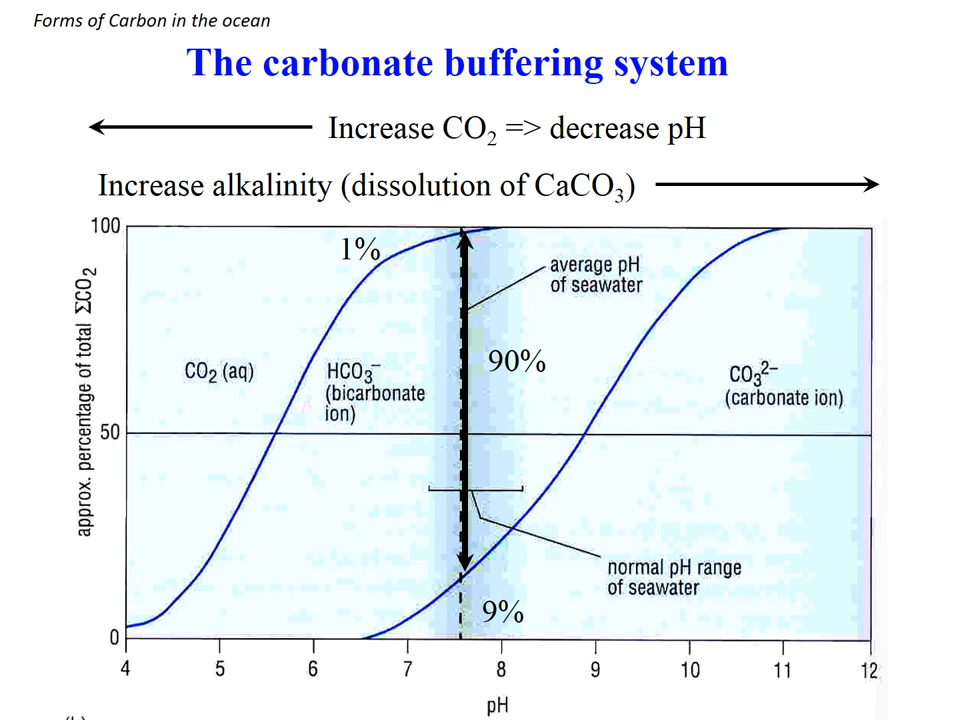 Forms of Carbon in the ocean
The carbonate buffering system
Increase CO₂ => decrease pH
Increase alkalinity (dissolution of CaCO₃)
approx. percentage of total ΣCO₂
100
50
0
1%
average pH
of seawater
90%
CO₂ (aq)
HCO₃⁻
(bicarbonate
ion)
CO₃²⁻
(carbonate ion)
normal pH range
of seawater
9%
4 5 6 7 8 9 10 11 12
pH